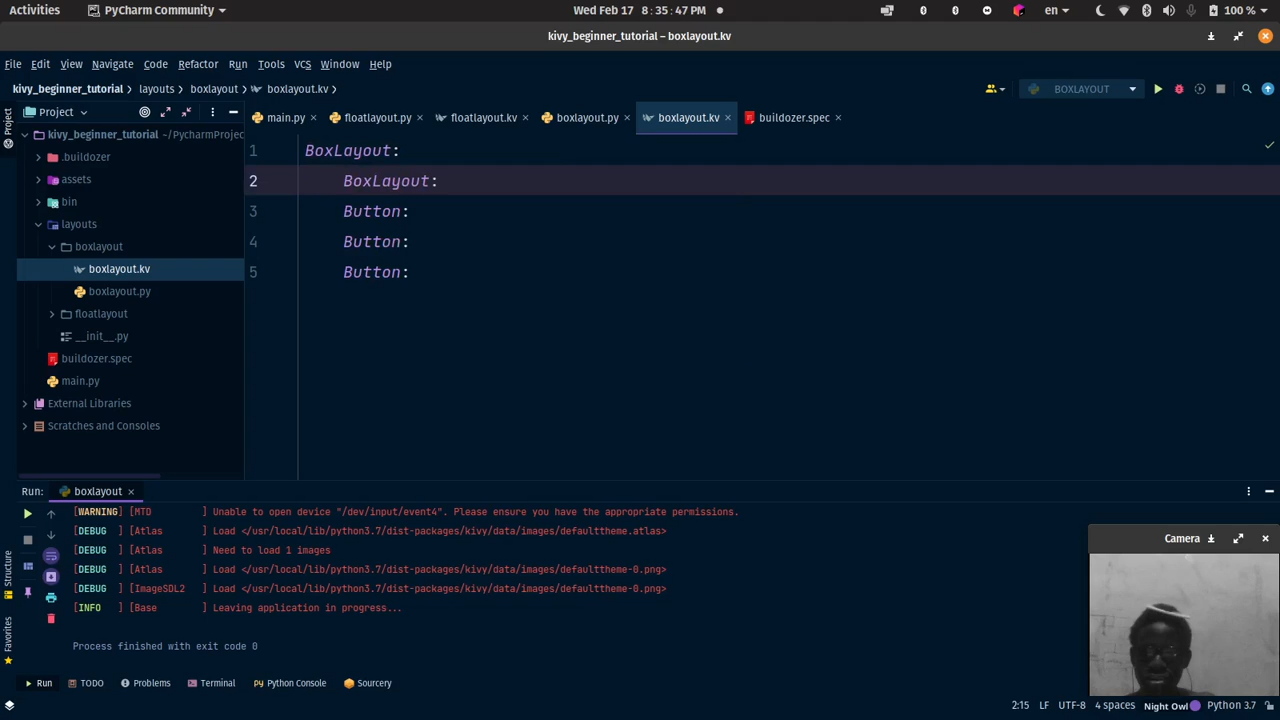 Activities
PyCharm Community
Wed Feb 17  8:35:47 PM
en
100 %
kivy_beginner_tutorial – boxlayout.kv
File Edit View Navigate Code Refactor Run Tools VCS Window Help
kivy_beginner_tutorial
layouts
boxlayout
boxlayout.kv
BOXLAYOUT
Project
main.py
floatlayout.py
floatlayout.kv
boxlayout.py
boxlayout.kv
buildozer.spec
Project
kivy_beginner_tutorial ~/PycharmProjec
.buildozer
assets
bin
layouts
boxlayout
boxlayout.kv
boxlayout.py
floatlayout
__init__.py
buildozer.spec
main.py
External Libraries
Scratches and Consoles
1 BoxLayout:
2     BoxLayout:
3     Button:
4     Button:
5     Button:
Run: boxlayout
[WARNING] [MTD         ] Unable to open device "/dev/input/event4". Please ensure you have the appropriate permissions.
[DEBUG  ] [Atlas       ] Load </usr/local/lib/python3.7/dist-packages/kivy/data/images/defaulttheme.atlas>
[DEBUG  ] [Atlas       ] Need to load 1 images
[DEBUG  ] [Atlas       ] Load </usr/local/lib/python3.7/dist-packages/kivy/data/images/defaulttheme-0.png>
[DEBUG  ] [ImageSDL2   ] Load </usr/local/lib/python3.7/dist-packages/kivy/data/images/defaulttheme-0.png>
[INFO   ] [Base        ] Leaving application in progress...
Process finished with exit code 0
Structure
Favorites
Camera
Run
TODO
Problems
Terminal
Python Console
Sourcery
2:15 LF UTF-8 4 spaces Night Owl Python 3.7